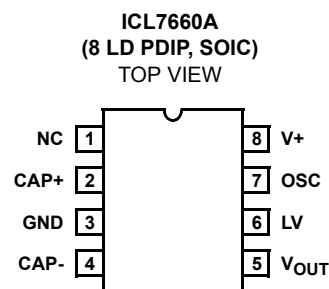 ICL7660A
(8 LD PDIP, SOIC)
TOP VIEW
NC 1 8 V+
CAP+ 2 7 OSC
GND 3 6 LV
CAP- 4 5 VOUT